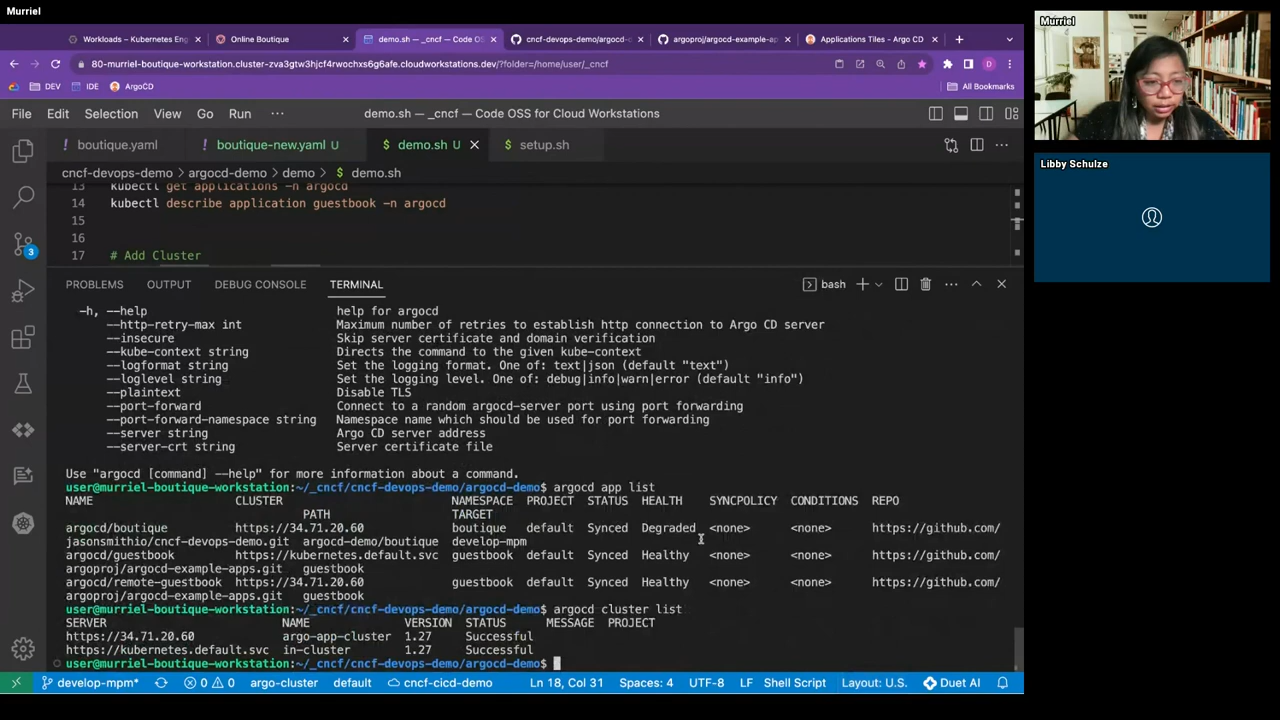 Murriel
Workloads – Kubernetes Eng
Online Boutique
demo.sh — _cncf — Code OSS f
cncf-devops-demo/argocd-d
argoproj/argocd-example-ap
Applications Tiles - Argo CD
80-murriel-boutique-workstation.cluster-zva3gtw3hjcf4rwochxs6g6afe.cloudworkstations.dev/?folder=/home/user/_cncf
D
DEV
IDE
ArgoCD
All Bookmarks
File Edit Selection View Go Run ··· demo.sh — _cncf — Code OSS for Cloud Workstations
! boutique.yaml
! boutique-new.yaml U
$ demo.sh U
$ setup.sh
cncf-devops-demo > argocd-demo > demo > $ demo.sh
13 kubectl get applications -n argocd
14 kubectl describe application guestbook -n argocd
15
16
17 # Add Cluster
3
PROBLEMS OUTPUT DEBUG CONSOLE TERMINAL
bash
-h, --help help for argocd
--http-retry-max int Maximum number of retries to establish http connection to Argo CD server
--insecure Skip server certificate and domain verification
--kube-context string Directs the command to the given kube-context
--logformat string Set the logging format. One of: text|json (default "text")
--loglevel string Set the logging level. One of: debug|info|warn|error (default "info")
--plaintext Disable TLS
--port-forward Connect to a random argocd-server port using port forwarding
--port-forward-namespace string Namespace name which should be used for port forwarding
--server string Argo CD server address
--server-crt string Server certificate file
Use "argocd [command] --help" for more information about a command.
user@murriel-boutique-workstation:~/_cncf/cncf-devops-demo/argocd-demo$ argocd app list
NAME CLUSTER NAMESPACE PROJECT STATUS HEALTH SYNCPOLICY CONDITIONS REPO
PATH TARGET
argocd/boutique https://34.71.20.60 boutique default Synced Degraded <none> <none> https://github.com/
jasonsmithio/cncf-devops-demo.git argocd-demo/boutique develop-mpm
argocd/guestbook https://kubernetes.default.svc guestbook default Synced Healthy <none> <none> https://github.com/
argoproj/argocd-example-apps.git guestbook
argocd/remote-guestbook https://34.71.20.60 guestbook default Synced Healthy <none> <none> https://github.com/
argoproj/argocd-example-apps.git guestbook
user@murriel-boutique-workstation:~/_cncf/cncf-devops-demo/argocd-demo$ argocd cluster list
SERVER NAME VERSION STATUS MESSAGE PROJECT
https://34.71.20.60 argo-app-cluster 1.27 Successful
https://kubernetes.default.svc in-cluster 1.27 Successful
user@murriel-boutique-workstation:~/_cncf/cncf-devops-demo/argocd-demo$
develop-mpm* 0 0 argo-cluster default cncf-cicd-demo Ln 18, Col 31 Spaces: 4 UTF-8 LF Shell Script Layout: U.S. Duet AI
Murriel
Libby Schulze